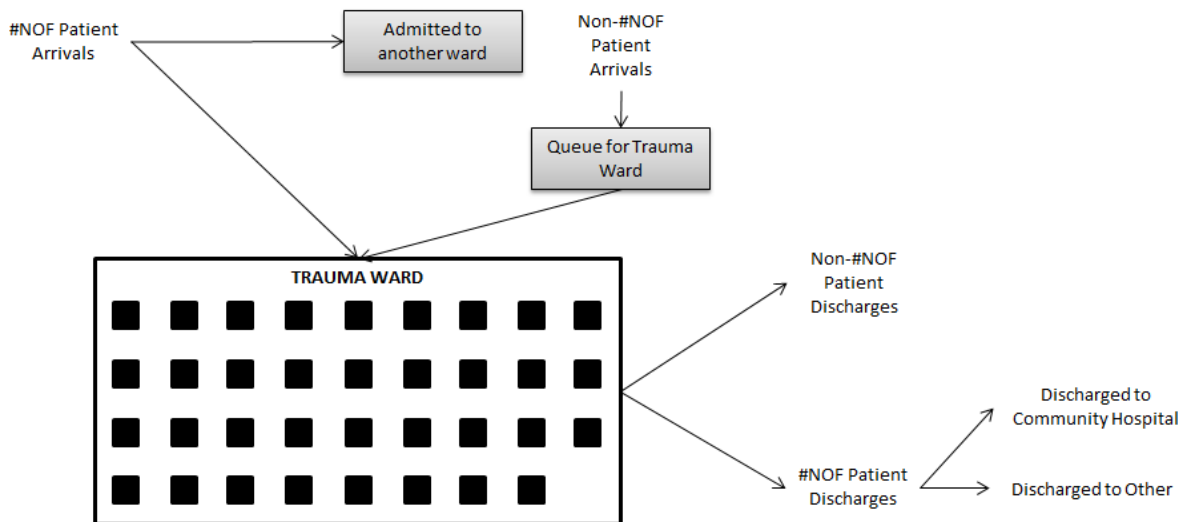 #NOF Patient
Arrivals
Admitted to
another ward
Non-#NOF
Patient
Arrivals
Queue for Trauma
Ward
TRAUMA WARD
Non-#NOF
Patient
Discharges
Discharged to
Community Hospital
#NOF Patient
Discharges
Discharged to Other